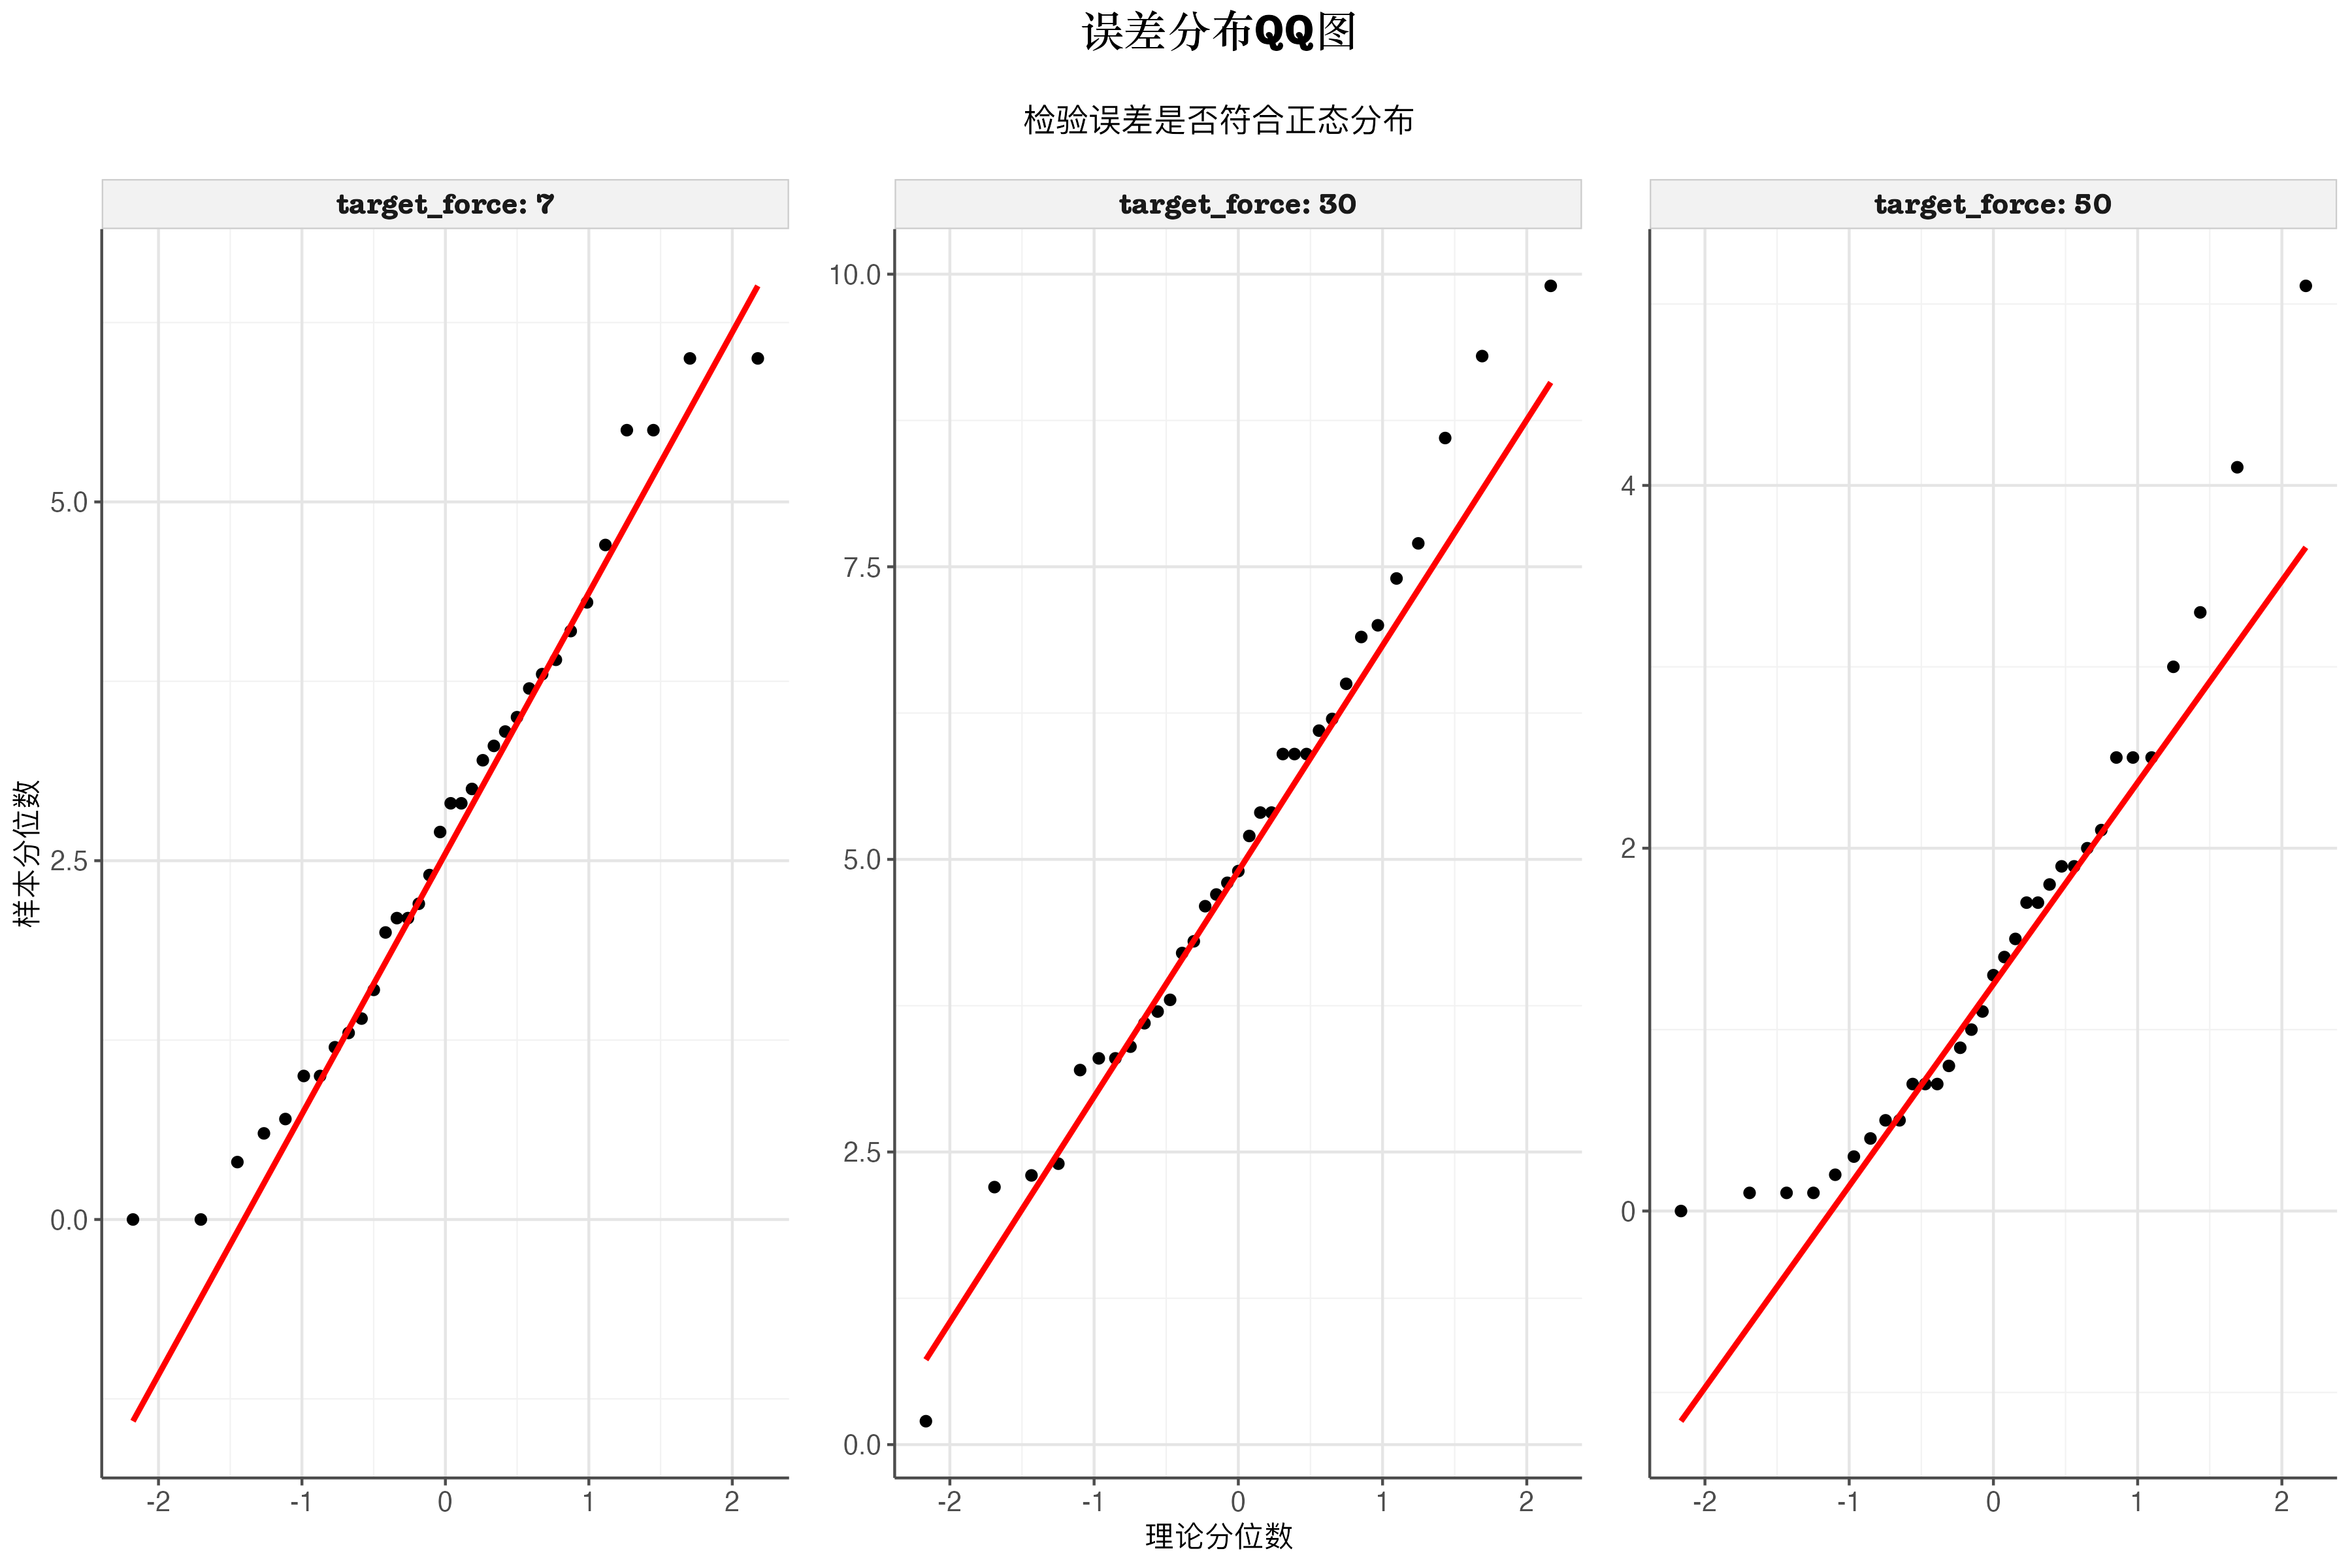 误差分布QQ图
检验误差是否符合正态分布
target_force: 7
target_force: 30
target_force: 50
样本分位数
5.0
2.5
0.0
10.0
7.5
5.0
2.5
0.0
4
2
0
-2 -1 0 1 2
-2 -1 0 1 2
-2 -1 0 1 2
理论分位数